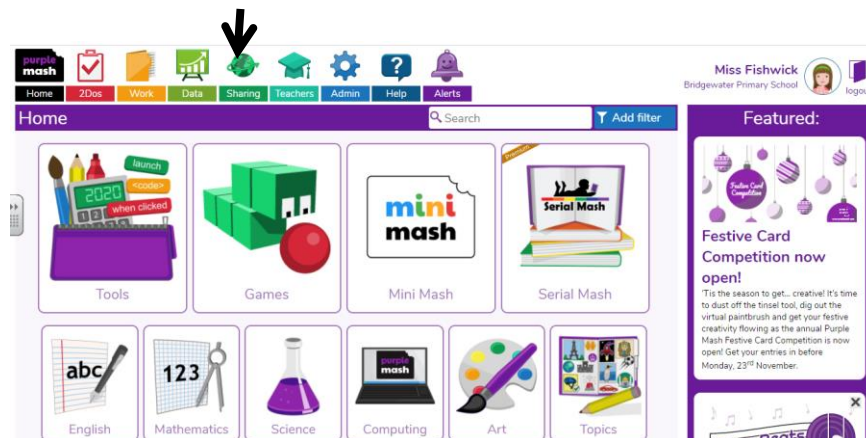 purple
mash
Home
2Dos
Work
Data
Sharing
Teachers
Admin
Help
Alerts
Miss Fishwick
Bridgewater Primary School
logout
Home
Search
Add filter
Featured:
launch
2020
<code>
when clicked
1 2 3
Tools
Games
mini
mash
Mini Mash
Premium
Serial Mash
Serial Mash
Festive Card
Competition
Festive Card
Competition now
open!
'Tis the season to get... creative! It's time
to dust off the tinsel tool, dig out the
virtual paintbrush and get your festive
creativity flowing as the annual Purple
Mash Festive Card Competition is now
open! Get your entries in before
Monday, 23rd November.
abc
English
123
Mathematics
Science
purple
mash
Computing
Art
Topics